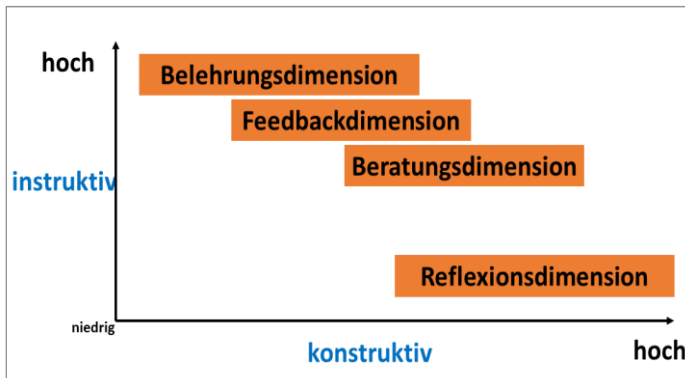 hoch
Belehrungsdimension
Feedbackdimension
Beratungsdimension
instruktiv
Reflexionsdimension
niedrig
konstruktiv
hoch